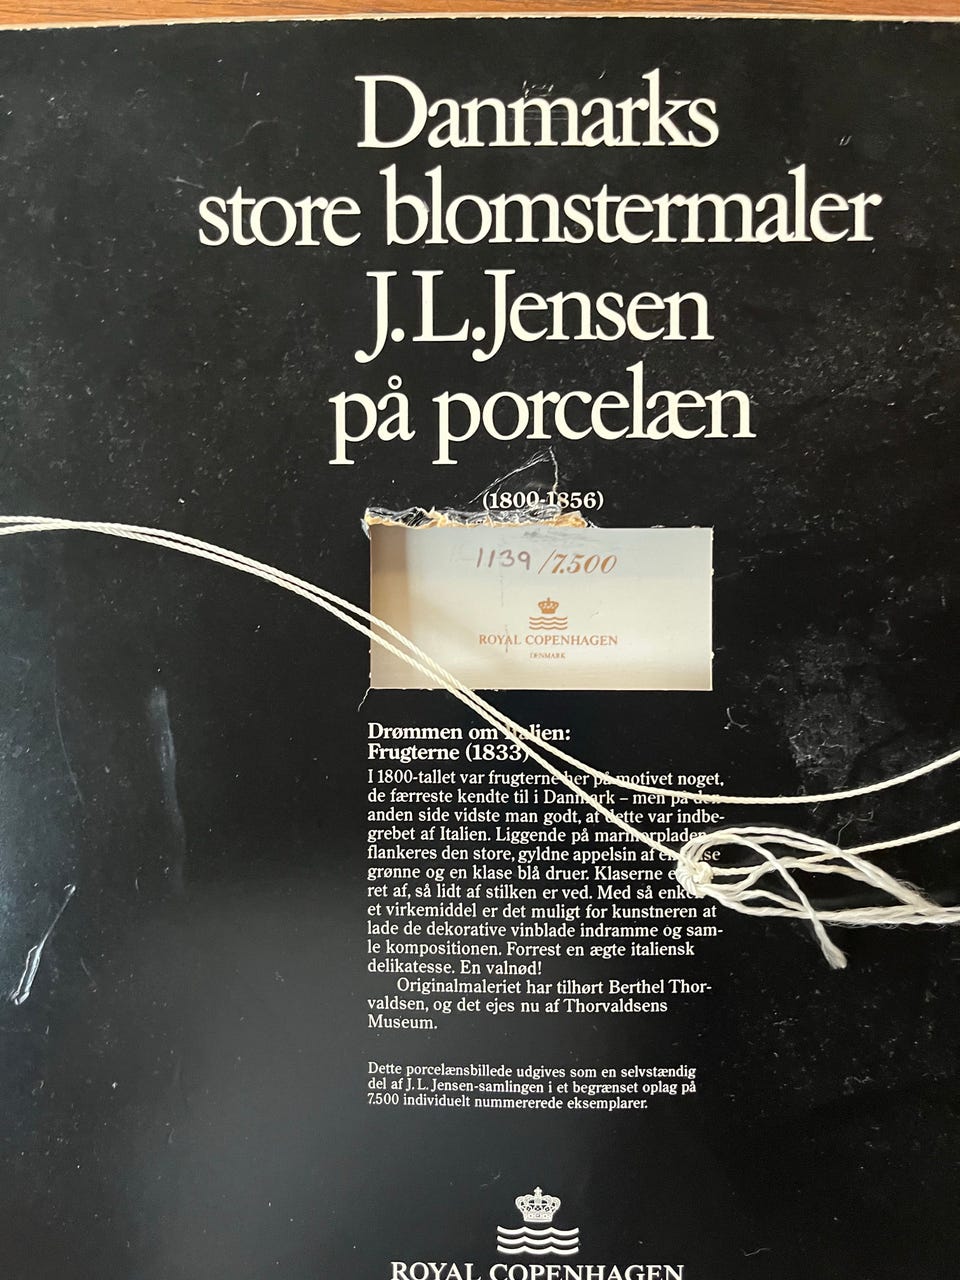 Danmarks
store blomstermaler
J.L.Jensen
på porcelæn
(1800-1856)
1139 /7.500
ROYAL COPENHAGEN
DENMARK
Drømmen om Italien:
Frugterne (1833)
I 1800-tallet var frugterne her på motivet noget,
de færreste kendte til i Danmark – men på den
anden side vidste man godt, at dette var indbe-
grebet af Italien. Liggende på marmorpladen
flankeres den store, gyldne appelsin af en klase
grønne og en klase blå druer. Klaserne
ret af, så lidt af stilken er ved. Med så enkelt
et virkemiddel er det muligt for kunstneren at
lade de dekorative vinblade indramme og sam-
le kompositionen. Forrest en ægte italiensk
delikatesse. En valnød!
Originalmaleriet har tilhørt Berthel Thor-
valdsen, og det ejes nu af Thorvaldsens
Museum.
Dette porcelænsbillede udgives som en selvstændig
del af J.L. Jensen-samlingen i et begrænset oplag på
7.500 individuelt nummererede eksemplarer.
ROYAL COPENHAGEN